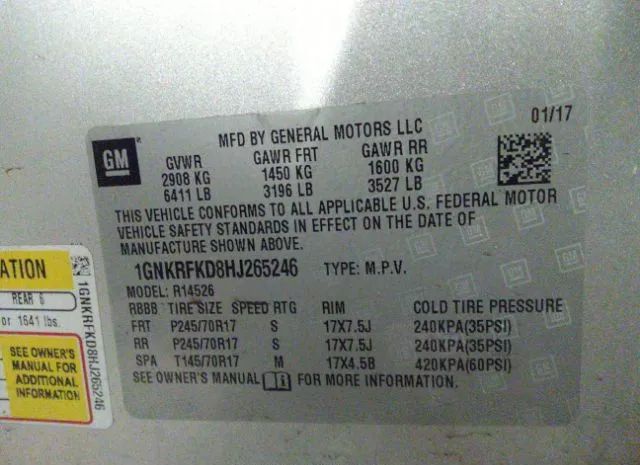 01/17
MFD BY GENERAL MOTORS LLC
GM
GVWR GAWR FRT GAWR RR
2908 KG 1450 KG 1600 KG
6411 LB 3196 LB 3527 LB
THIS VEHICLE CONFORMS TO ALL APPLICABLE U.S. FEDERAL MOTOR
VEHICLE SAFETY STANDARDS IN EFFECT ON THE DATE OF
MANUFACTURE SHOWN ABOVE.
1GNKRFKD8HJ265246 TYPE: M.P.V.
MODEL: R14526
RBBB TIRE SIZE SPEED RTG RIM COLD TIRE PRESSURE
FRT P245/70R17 S 17X7.5J 240KPA(35PSI)
RR P245/70R17 S 17X7.5J 240KPA(35PSI)
SPA T145/70R17 M 17X4.5B 420KPA(60PSI)
SEE OWNER'S MANUAL FOR MORE INFORMATION.
ATION
REAR
or 1641 lbs.
SEE OWNER'S
MANUAL FOR
ADDITIONAL
INFORMATION
1GNKRFKD8HJ265246